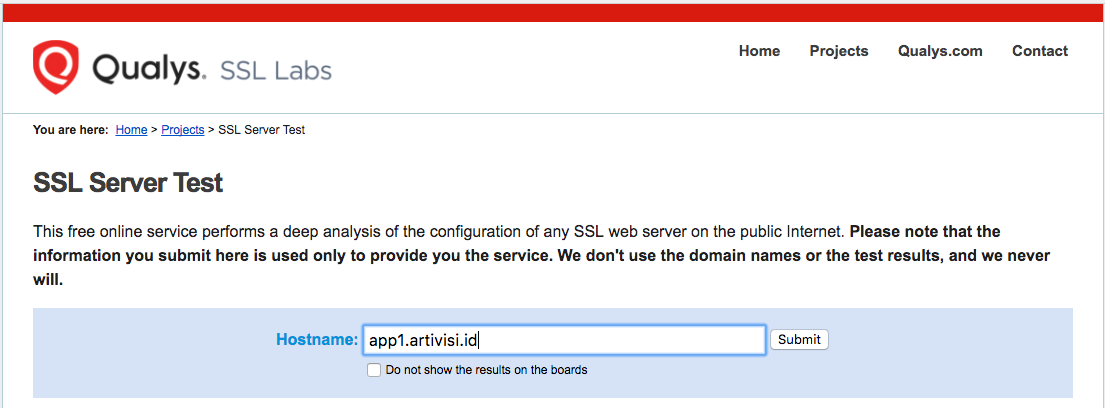 Qualys. SSL Labs
Home Projects Qualys.com Contact
You are here: Home > Projects > SSL Server Test
SSL Server Test
This free online service performs a deep analysis of the configuration of any SSL web server on the public Internet. Please note that the
information you submit here is used only to provide you the service. We don't use the domain names or the test results, and we never
will.
Hostname: app1.artivisi.id Submit
Do not show the results on the boards